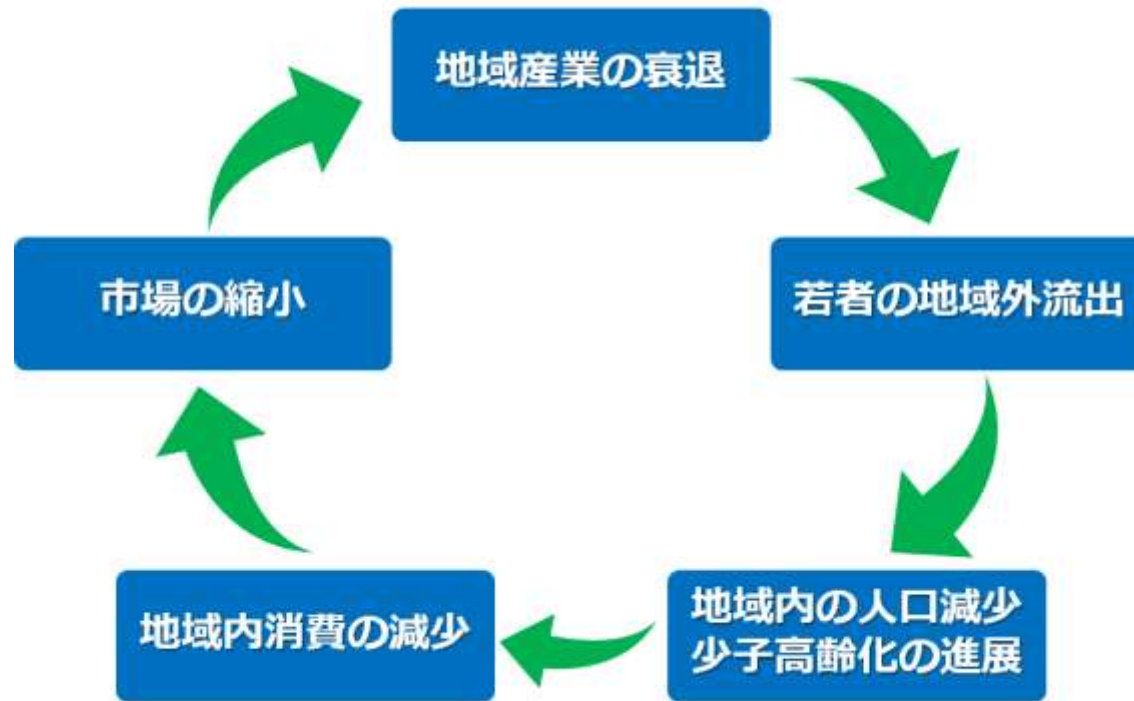 地域産業の衰退
若者の地域外流出
地域内の人口減少
少子高齢化の進展
地域内消費の減少
市場の縮小